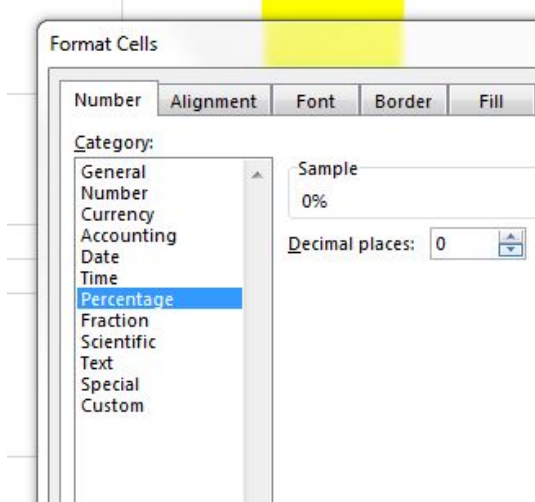 Format Cells
Number Alignment Font Border Fill
Category:
General
Number
Currency
Accounting
Date
Time
Percentage
Fraction
Scientific
Text
Special
Custom
Sample
0%
Decimal places: 0